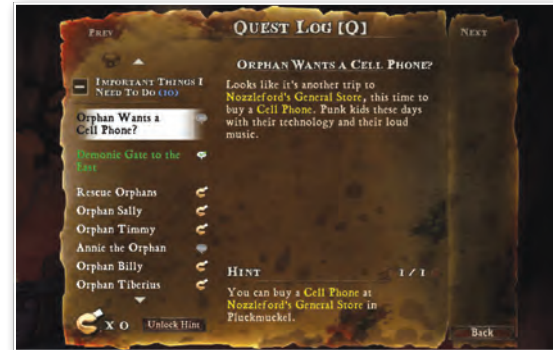 PREV
QUEST LOG [Q]
NEXT
IMPORTANT THINGS I
NEED TO DO (10)
Orphan Wants a
Cell Phone?
Demonic Gate to the
East
Rescue Orphans
Orphan Sally
Orphan Timmy
Annie the Orphan
Orphan Billy
Orphan Tiberius
X 0
Unlock Hint
ORPHAN WANTS A CELL PHONE?
Looks like it's another trip to
Nozzleford's General Store, this time to
buy a Cell Phone. Punk kids these days
with their technology and their loud
music.
HINT
1 / 1
You can buy a Cell Phone at
Nozzleford's General Store in
Pluckmuckel.
Back